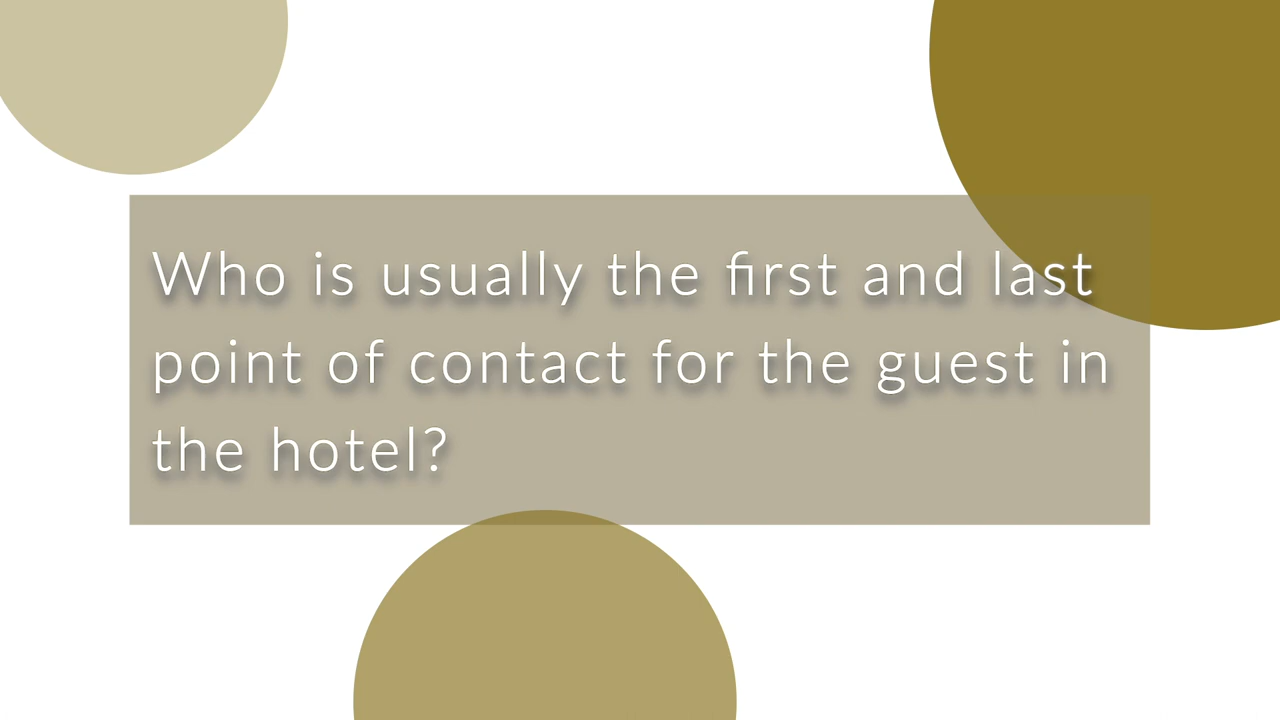 Who is usually the first and last
point of contact for the guest in
the hotel?